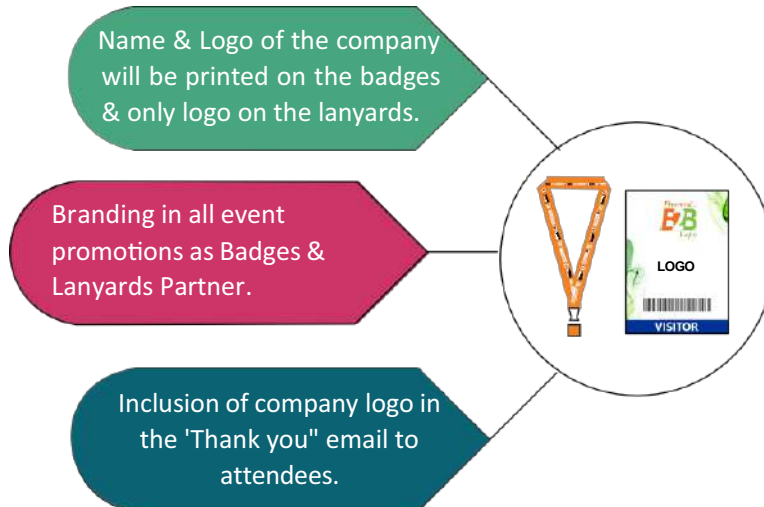 Name & Logo of the company
will be printed on the badges
& only logo on the lanyards.
Branding in all event
promotions as Badges &
Lanyards Partner.
Inclusion of company logo in
the 'Thank you" email to
attendees.
B2B
Expo
LOGO
VISITOR